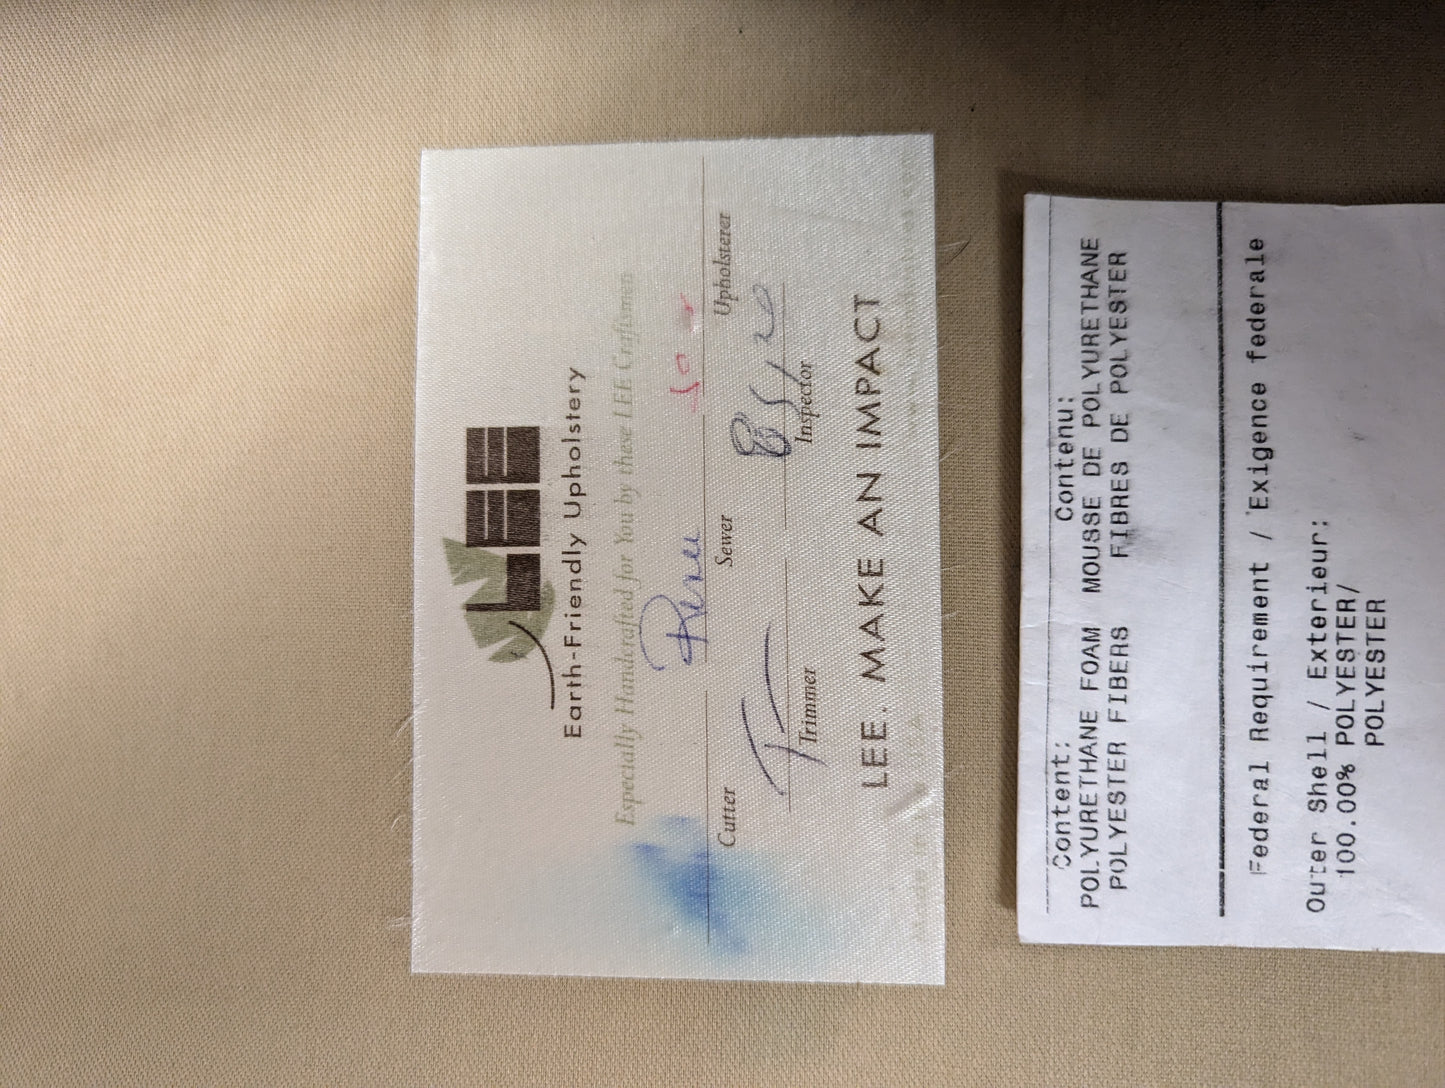 LEE
Earth-Friendly Upholstery
Especially Handcrafted for You by these LEE Craftsmen
Cutter Sewer Upholsterer
Trimmer Inspector
LEE. MAKE AN IMPACT
Content: Contenu:
POLYURETHANE FOAM MOUSSE DE POLYURETHANE
POLYESTER FIBERS FIBRES DE POLYESTER
Federal Requirement / Exigence federale
Outer Shell / Exterieur:
100.00% POLYESTER/
POLYESTER